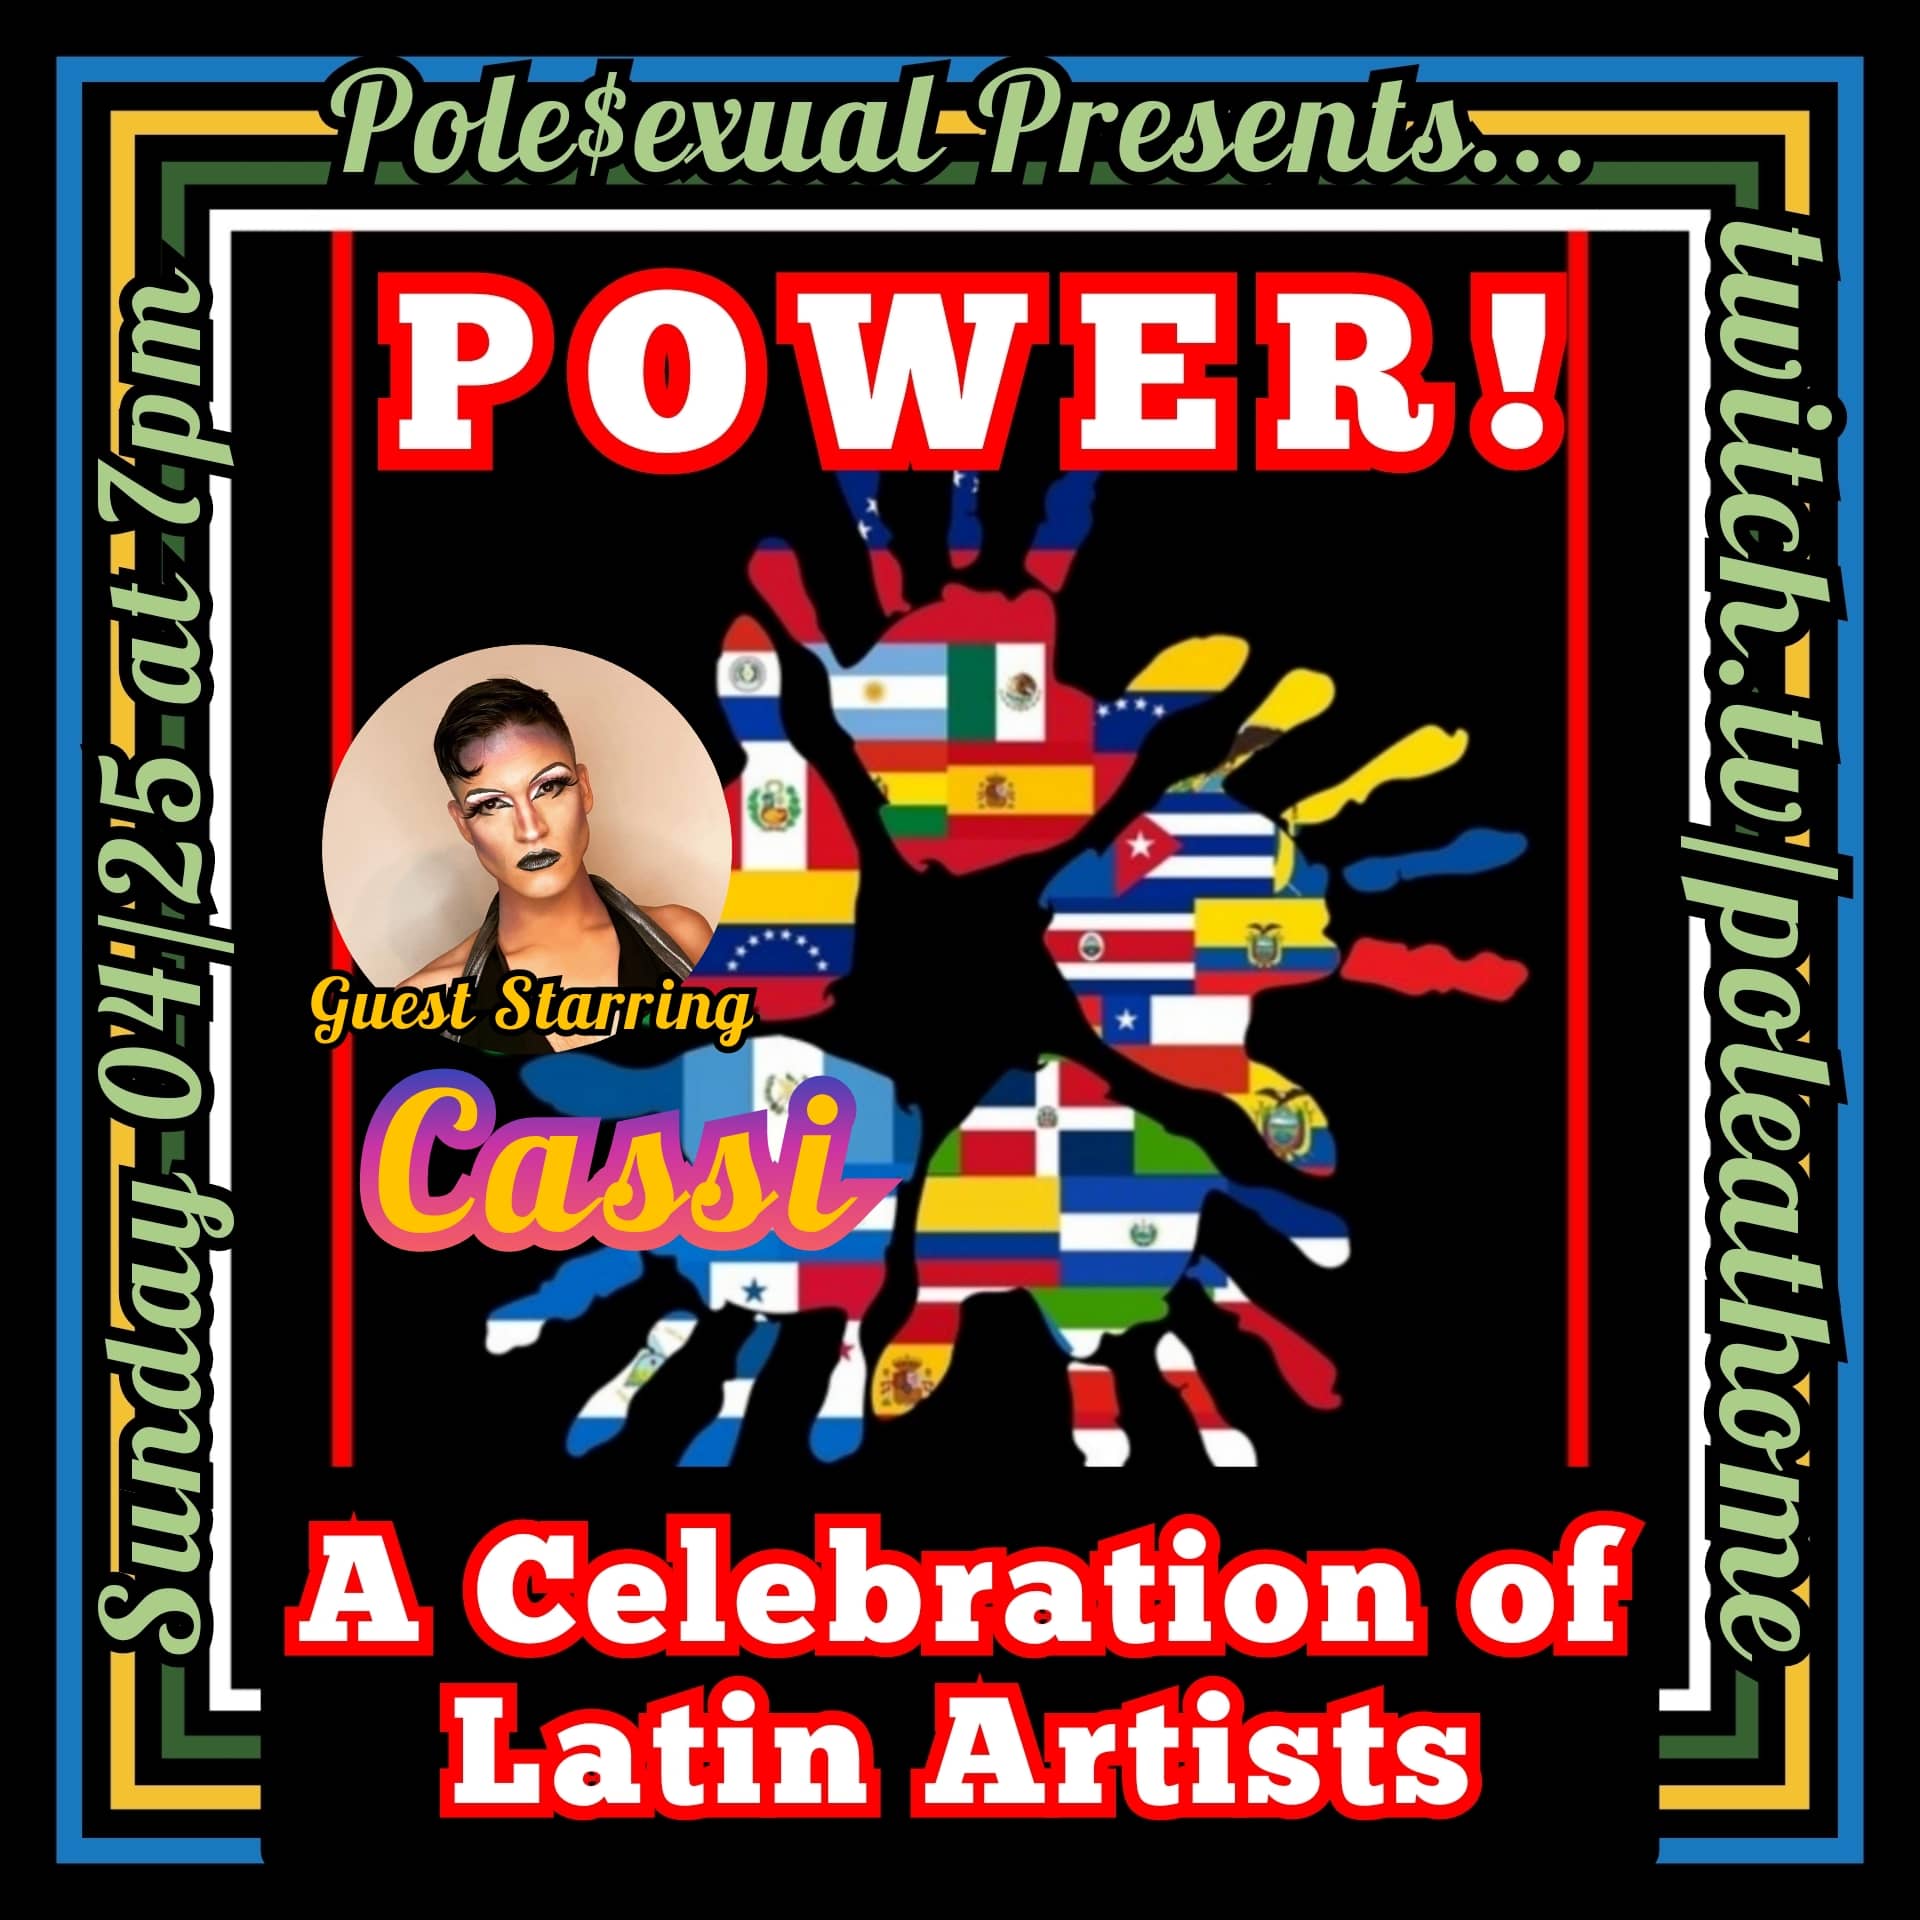 Pole$exual Presents...
POWER!
Sunday 04/25 at 7pm
twitch.tv/poleathome
Guest Starring
Cassi
A Celebration of
Latin Artists